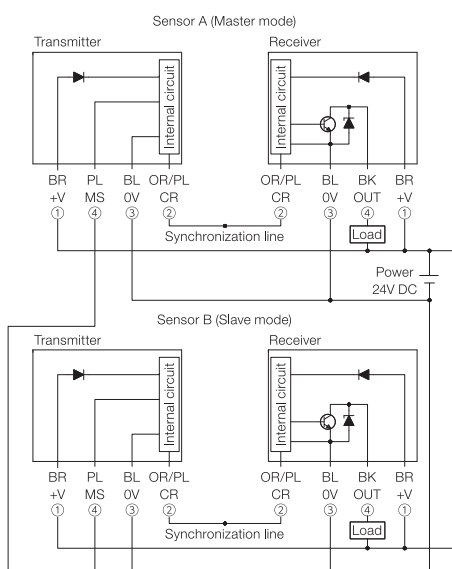 Sensor A (Master mode)
Transmitter Receiver
Internal circuit Internal circuit
BR PL BL OR/PL OR/PL BL BK BR
+V MS 0V CR CR 0V OUT +V
① ④ ③ ② ② ③ ④ ①
Synchronization line Load
Power
24V DC
Sensor B (Slave mode)
Transmitter Receiver
Internal circuit Internal circuit
BR PL BL OR/PL OR/PL BL BK BR
+V MS 0V CR CR 0V OUT +V
① ④ ③ ② ② ③ ④ ①
Synchronization line Load